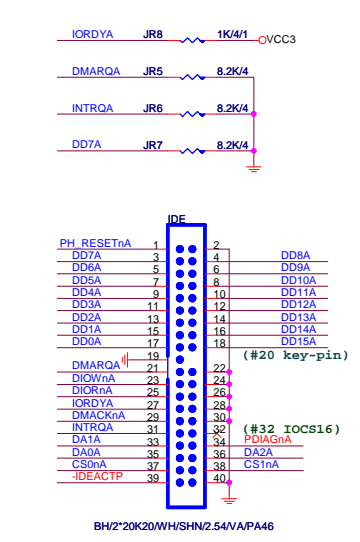 IORDYA JR8 1K/4/1 VCC3
DMARQA JR5 8.2K/4
INTRQA JR6 8.2K/4
DD7A JR7 8.2K/4
IDE
PH_RESETnA 1 2
DD7A 3 4 DD8A
DD6A 5 6 DD9A
DD5A 7 8 DD10A
DD4A 9 10 DD11A
DD3A 11 12 DD12A
DD2A 13 14 DD13A
DD1A 15 16 DD14A
DD0A 17 18 DD15A
19 (#20 key-pin)
DMARQA 21 22
DIOWnA 23 24
DIORnA 25 26
IORDYA 27 28
DMACKnA 29 30
INTRQA 31 32 (#32 IOCS16)
DA1A 33 34 PDIAGnA
DA0A 35 36 DA2A
CS0nA 37 38 CS1nA
-IDEACTP 39 40
BH/2*20K20/WH/SHN/2.54/VA/PA46